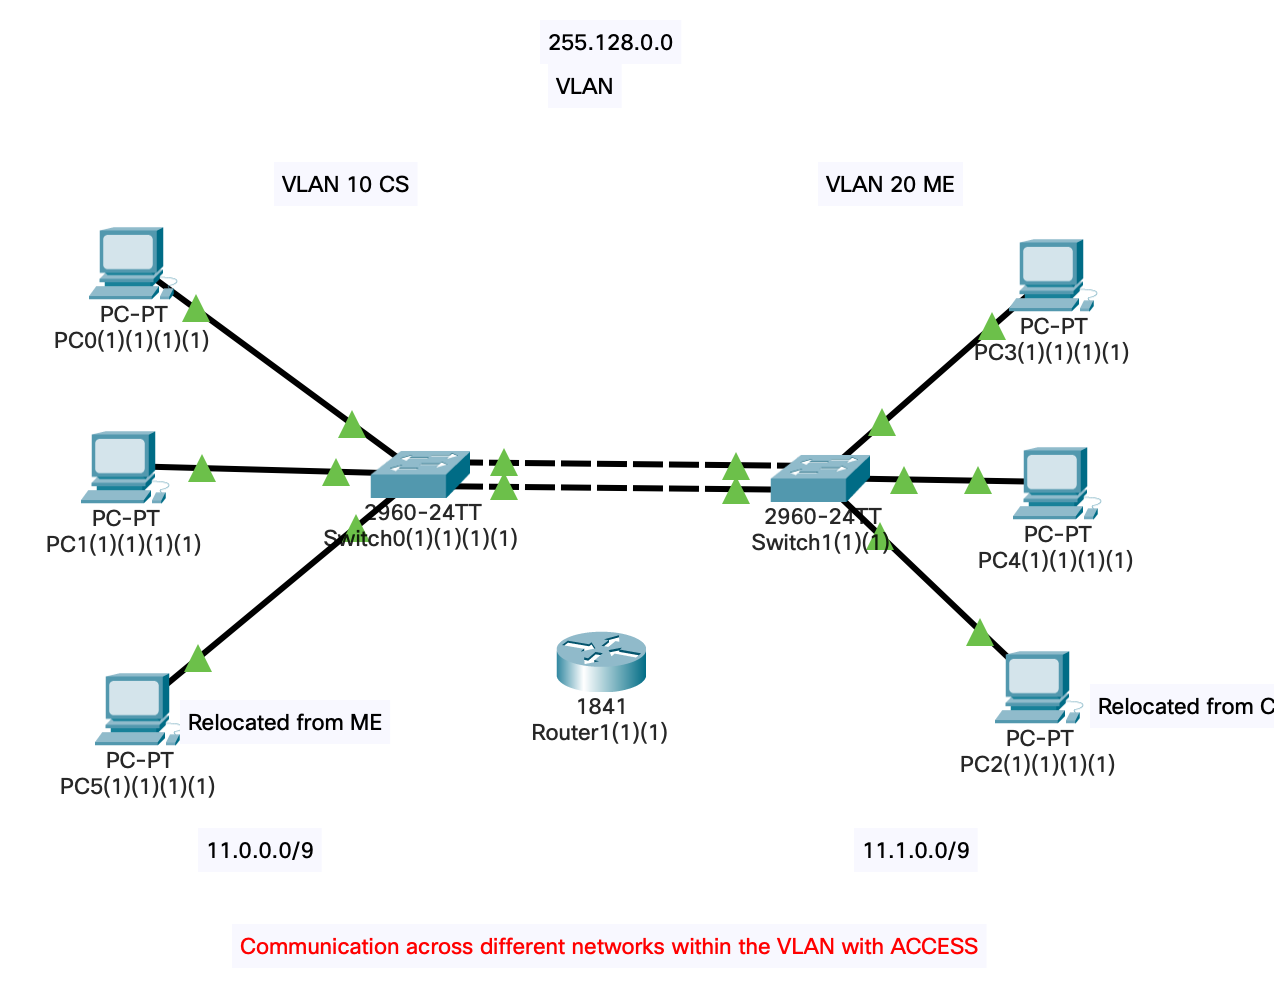 255.128.0.0
VLAN
VLAN 10 CS
VLAN 20 ME
PC-PT
PC0(1)(1)(1)(1)
PC-PT
PC3(1)(1)(1)(1)
PC-PT
PC1(1)(1)(1)(1)
2960-24TT
Switch0(1)(1)(1)(1)
2960-24TT
Switch1(1)(1)
PC-PT
PC4(1)(1)(1)(1)
PC-PT
PC5(1)(1)(1)(1)
Relocated from ME
1841
Router1(1)(1)
PC-PT
PC2(1)(1)(1)(1)
Relocated from C
11.0.0.0/9
11.1.0.0/9
Communication across different networks within the VLAN with ACCESS